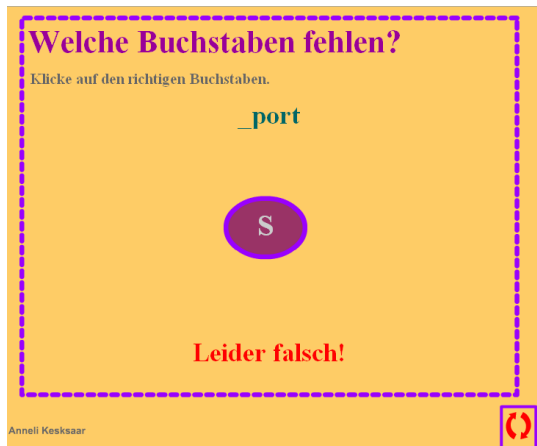 Welche Buchstaben fehlen?
Klicke auf den richtigen Buchstaben.
_port
S
Leider falsch!
Anneli Kesksaar